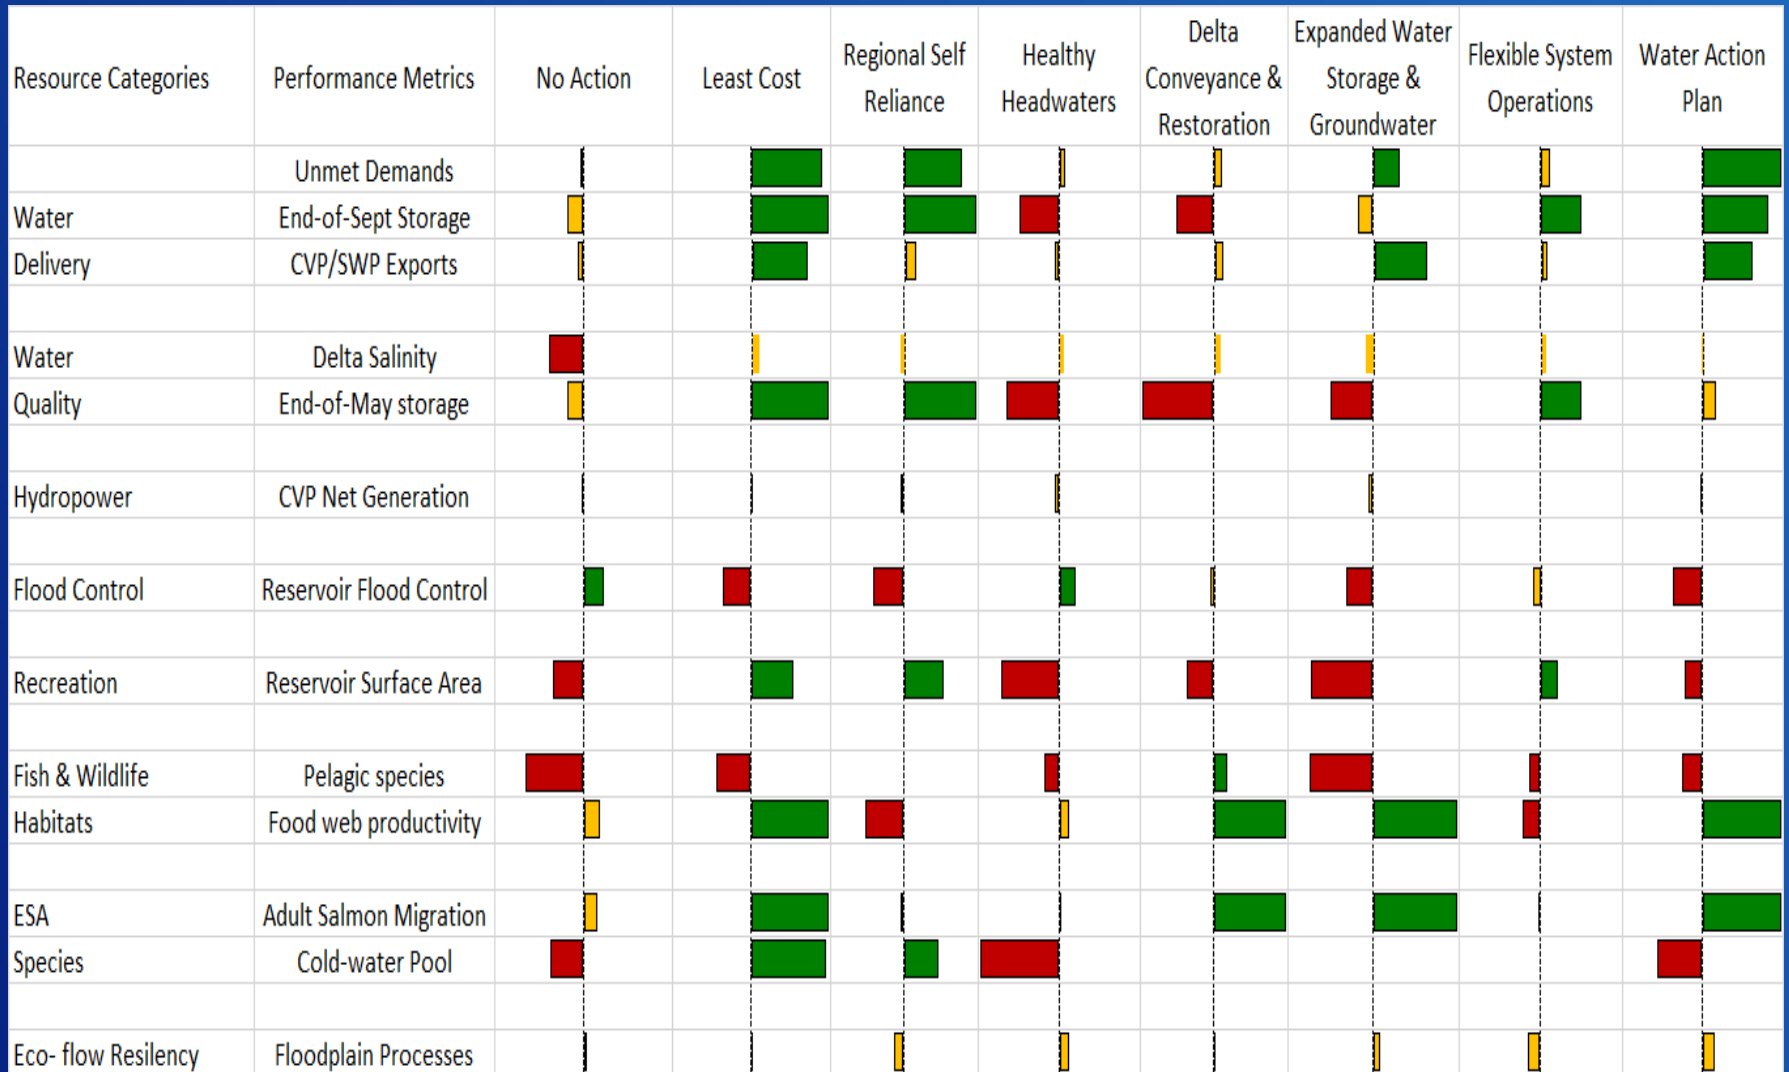 Resource Categories
Performance Metrics
No Action
Least Cost
Regional Self
Reliance
Healthy
Headwaters
Delta
Conveyance &
Restoration
Expanded Water
Storage &
Groundwater
Flexible System
Operations
Water Action
Plan
Unmet Demands
Water
End-of-Sept Storage
Delivery
CVP/SWP Exports
Water
Delta Salinity
Quality
End-of-May storage
Hydropower
CVP Net Generation
Flood Control
Reservoir Flood Control
Recreation
Reservoir Surface Area
Fish & Wildlife
Pelagic species
Habitats
Food web productivity
ESA
Adult Salmon Migration
Species
Cold-water Pool
Eco- flow Resilency
Floodplain Processes